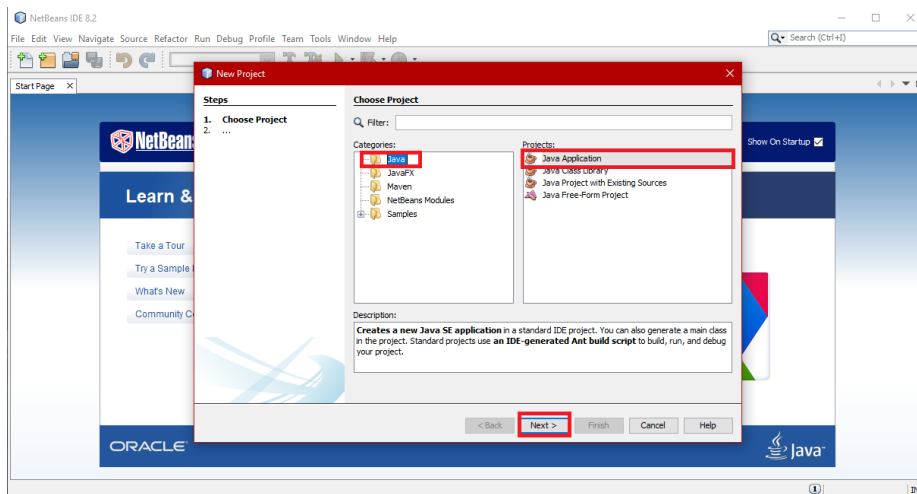 NetBeans IDE 8.2
File Edit View Navigate Source Refactor Run Debug Profile Team Tools Window Help
Search (Ctrl+I)
Start Page
New Project
Steps
1. Choose Project
2. ...
Choose Project
Filter:
Categories:
Java
JavaFX
Maven
NetBeans Modules
Samples
Projects:
Java Application
Java Class Library
Java Project with Existing Sources
Java Free-Form Project
Description:
Creates a new Java SE application in a standard IDE project. You can also generate a main class
in the project. Standard projects use an IDE-generated Ant build script to build, run, and debug
your project.
< Back
Next >
Finish
Cancel
Help
NetBean
Show On Startup
Learn &
Take a Tour
Try a Sample
What's New
Community C
ORACLE
Java
1